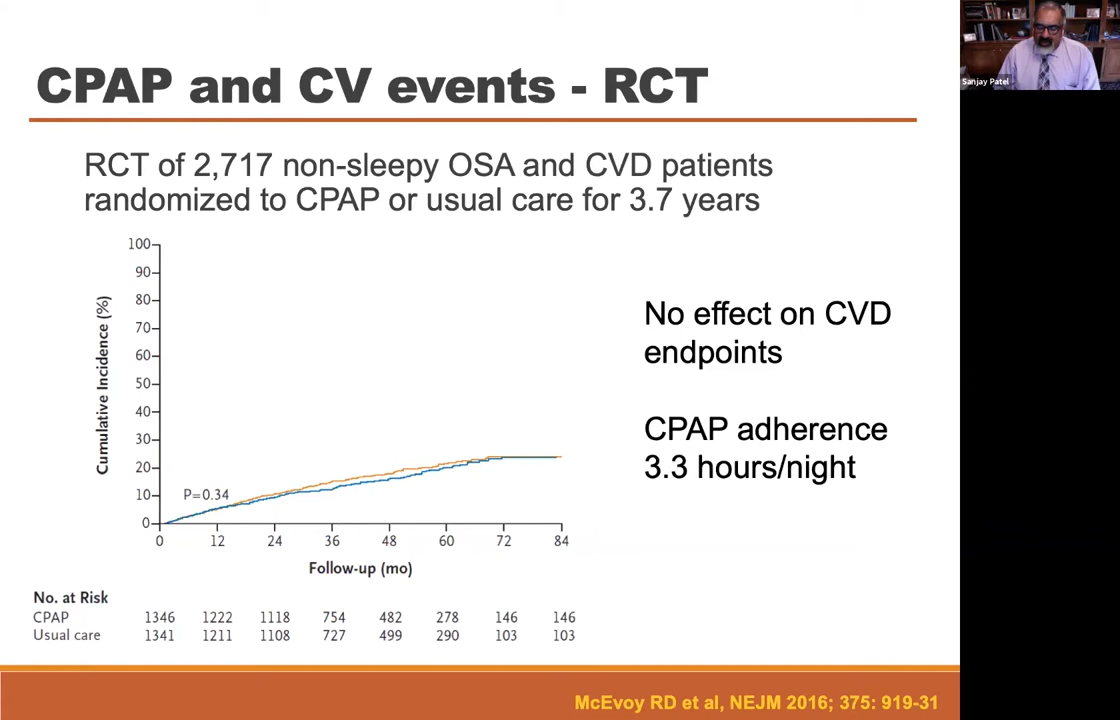 CPAP and CV events - RCT
Sanjay Patel
RCT of 2,717 non-sleepy OSA and CVD patients
randomized to CPAP or usual care for 3.7 years
100
90
80
70
60
50
40
30
20
10
0
Cumulative Incidence (%)
P=0.34
0 12 24 36 48 60 72 84
Follow-up (mo)
No effect on CVD
endpoints
CPAP adherence
3.3 hours/night
No. at Risk
CPAP 1346 1222 1118 754 482 278 146 146
Usual care 1341 1211 1108 727 499 290 103 103
McEvoy RD et al, NEJM 2016; 375: 919-31